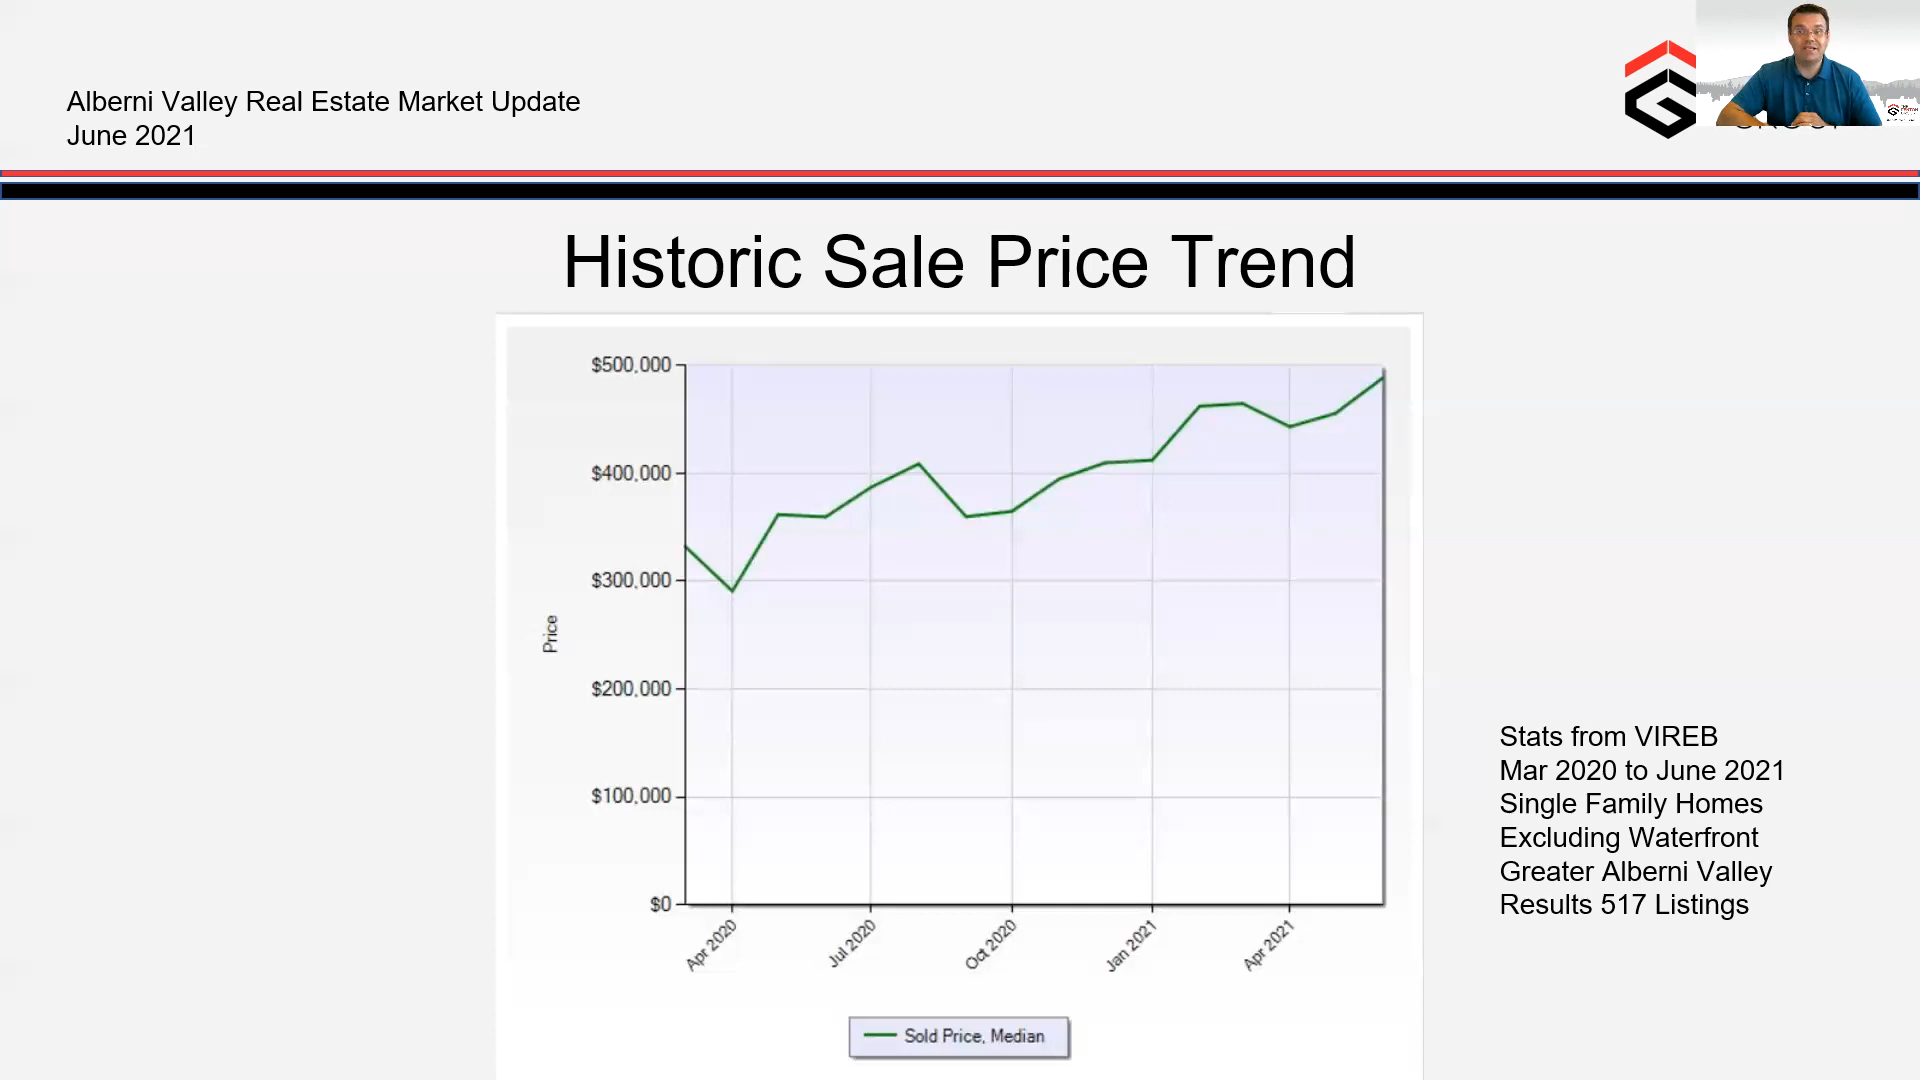 Alberni Valley Real Estate Market Update
June 2021
Historic Sale Price Trend
$500,000
$400,000
$300,000
$200,000
$100,000
$0
Price
Apr 2020
Jul 2020
Oct 2020
Jan 2021
Apr 2021
Sold Price, Median
Stats from VIREB
Mar 2020 to June 2021
Single Family Homes
Excluding Waterfront
Greater Alberni Valley
Results 517 Listings